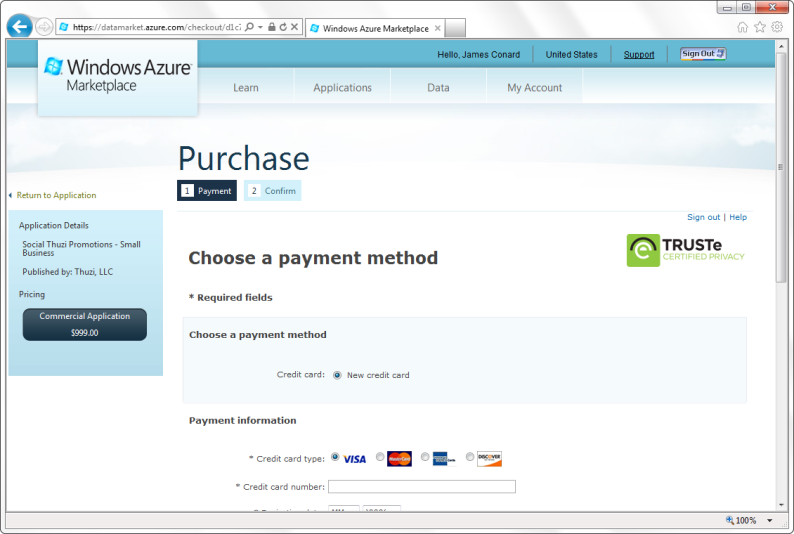 https://datamarket.azure.com/checkout/d1c
Windows Azure Marketplace
Hello, James Conard
United States
Support
Sign Out
Windows Azure
Marketplace
Learn
Applications
Data
My Account
Purchase
1 Payment
2 Confirm
Return to Application
Sign out | Help
Application Details
Social Thuzi Promotions - Small
Business
Published by: Thuzi, LLC
Pricing
Commercial Application
$999.00
TRUSTe
CERTIFIED PRIVACY
Choose a payment method
* Required fields
Choose a payment method
Credit card: New credit card
Payment information
* Credit card type: VISA MasterCard DISCOVER
* Credit card number:
100%